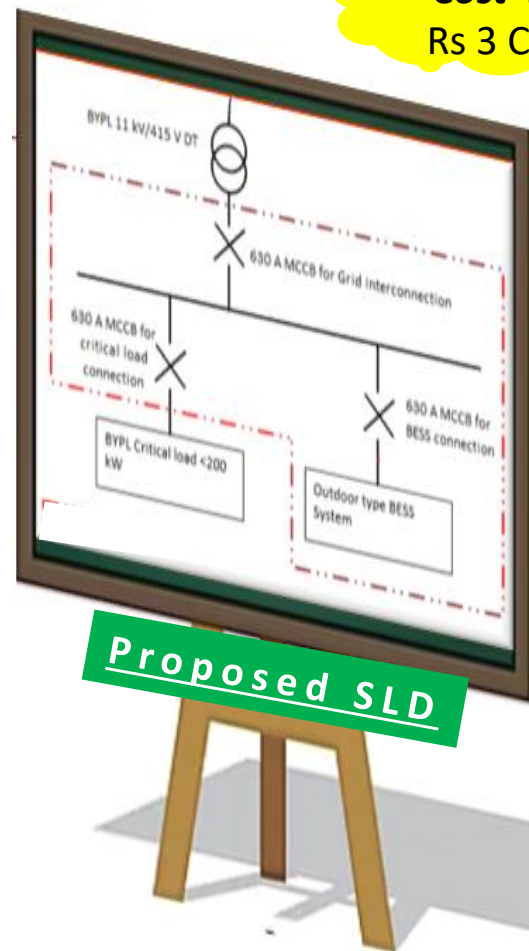 Rs 3 C
BYPL 11 kV/415 V DT
630 A MCCB for Grid Interconnection
630 A MCCB for
critical load
connection
630 A MCCB for
BESS connection
BYPL Critical load <200
kW
Outdoor type BESS
System
Proposed SLD